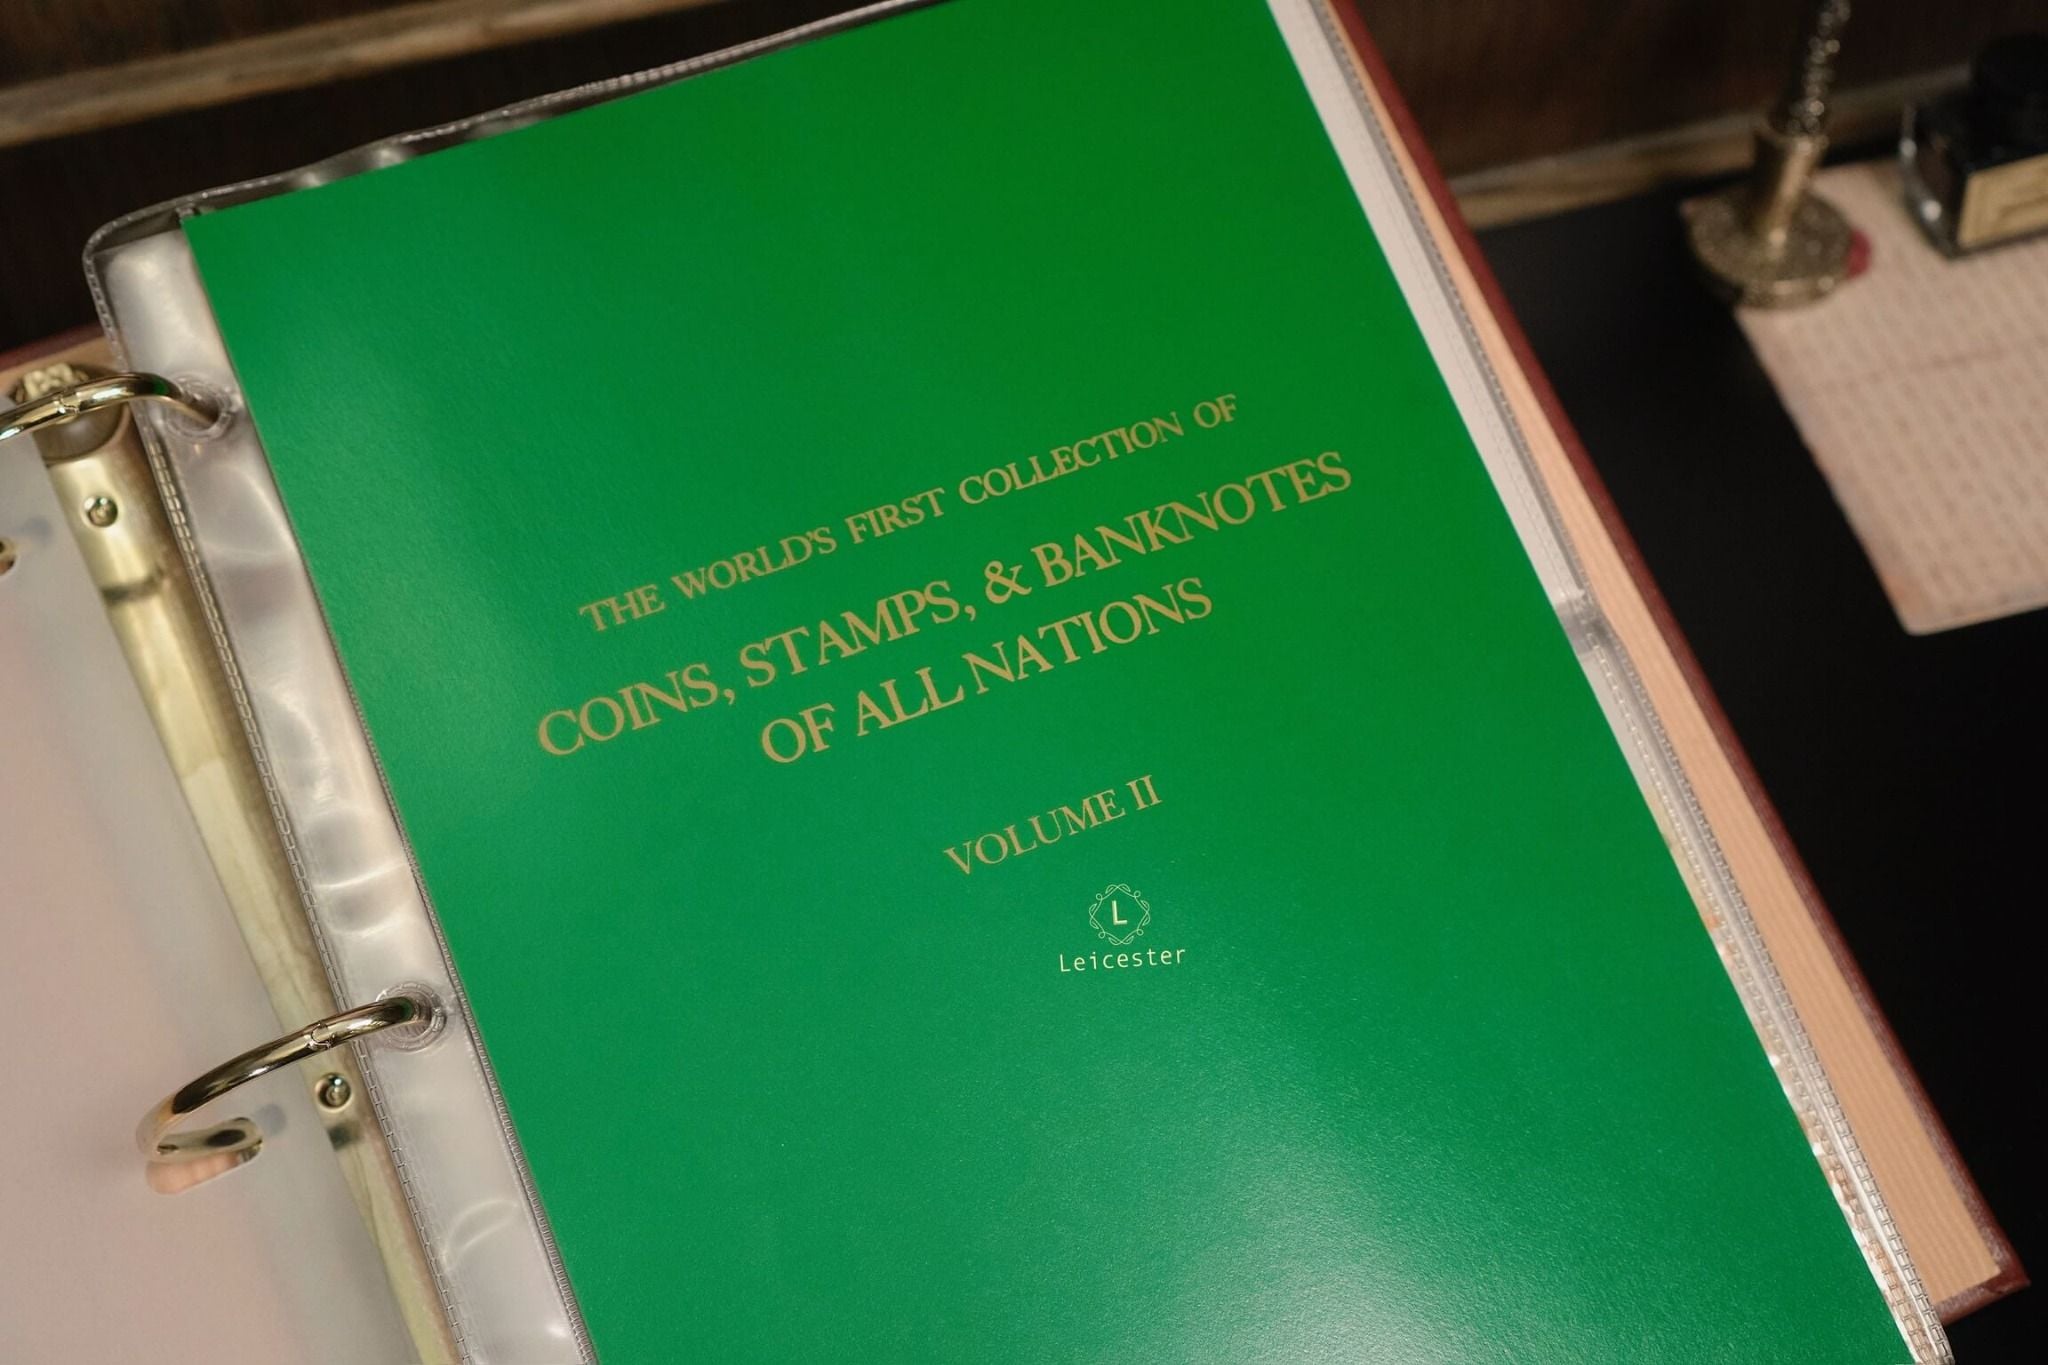 THE WORLD'S FIRST COLLECTION OF
COINS, STAMPS, & BANKNOTES
OF ALL NATIONS
VOLUME II
L
Leicester